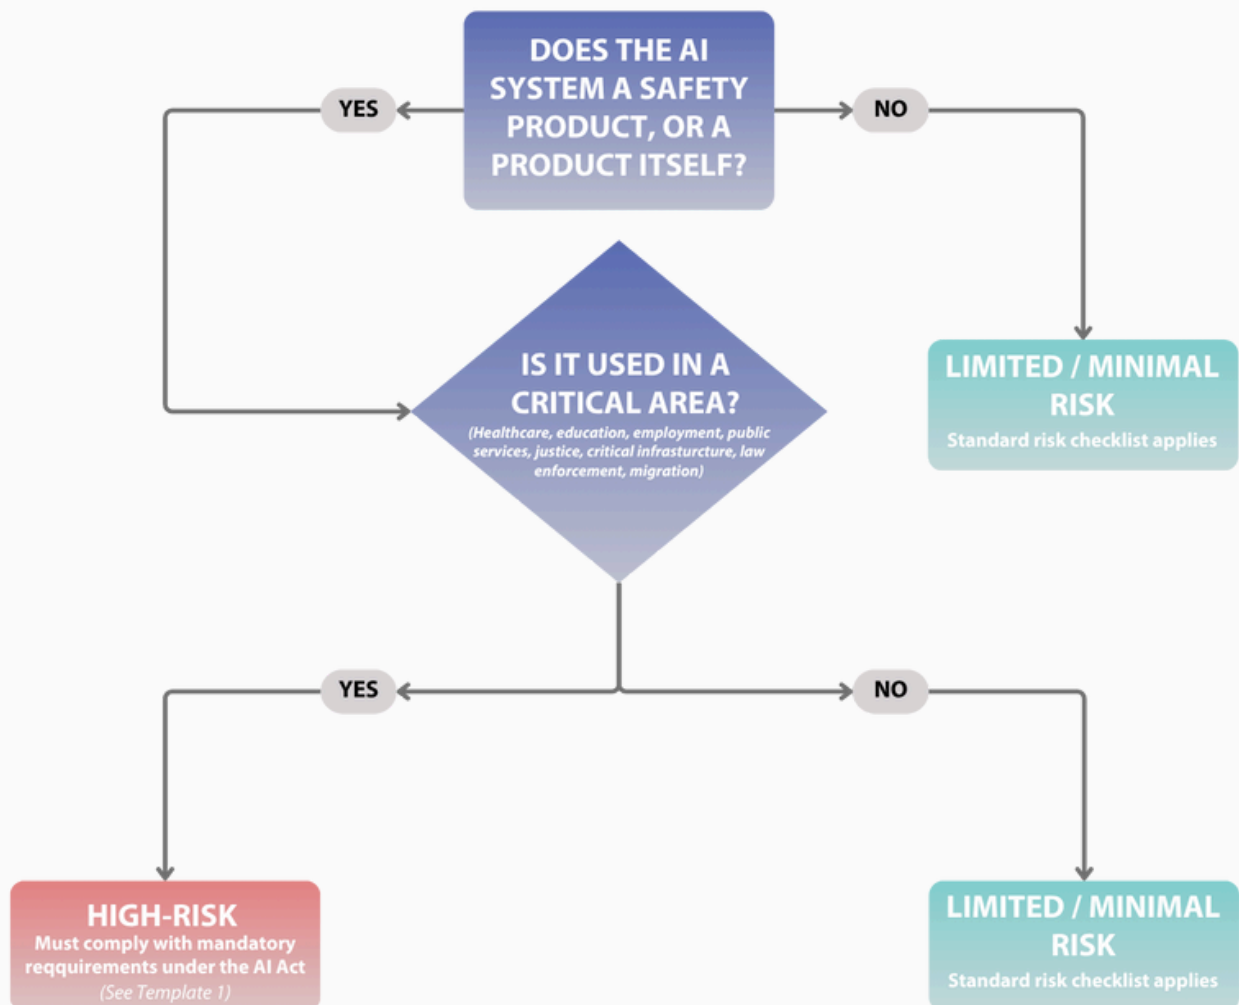 DOES THE AI
SYSTEM A SAFETY
PRODUCT, OR A
PRODUCT ITSELF?
YES
NO
IS IT USED IN A
CRITICAL AREA?
(Healthcare, education, employment, public
services, justice, critical infrasturcture, law
enforcement, migration)
LIMITED / MINIMAL
RISK
Standard risk checklist applies
YES
NO
HIGH-RISK
Must comply with mandatory
reqquirements under the AI Act
(See Template 1)
LIMITED / MINIMAL
RISK
Standard risk checklist applies